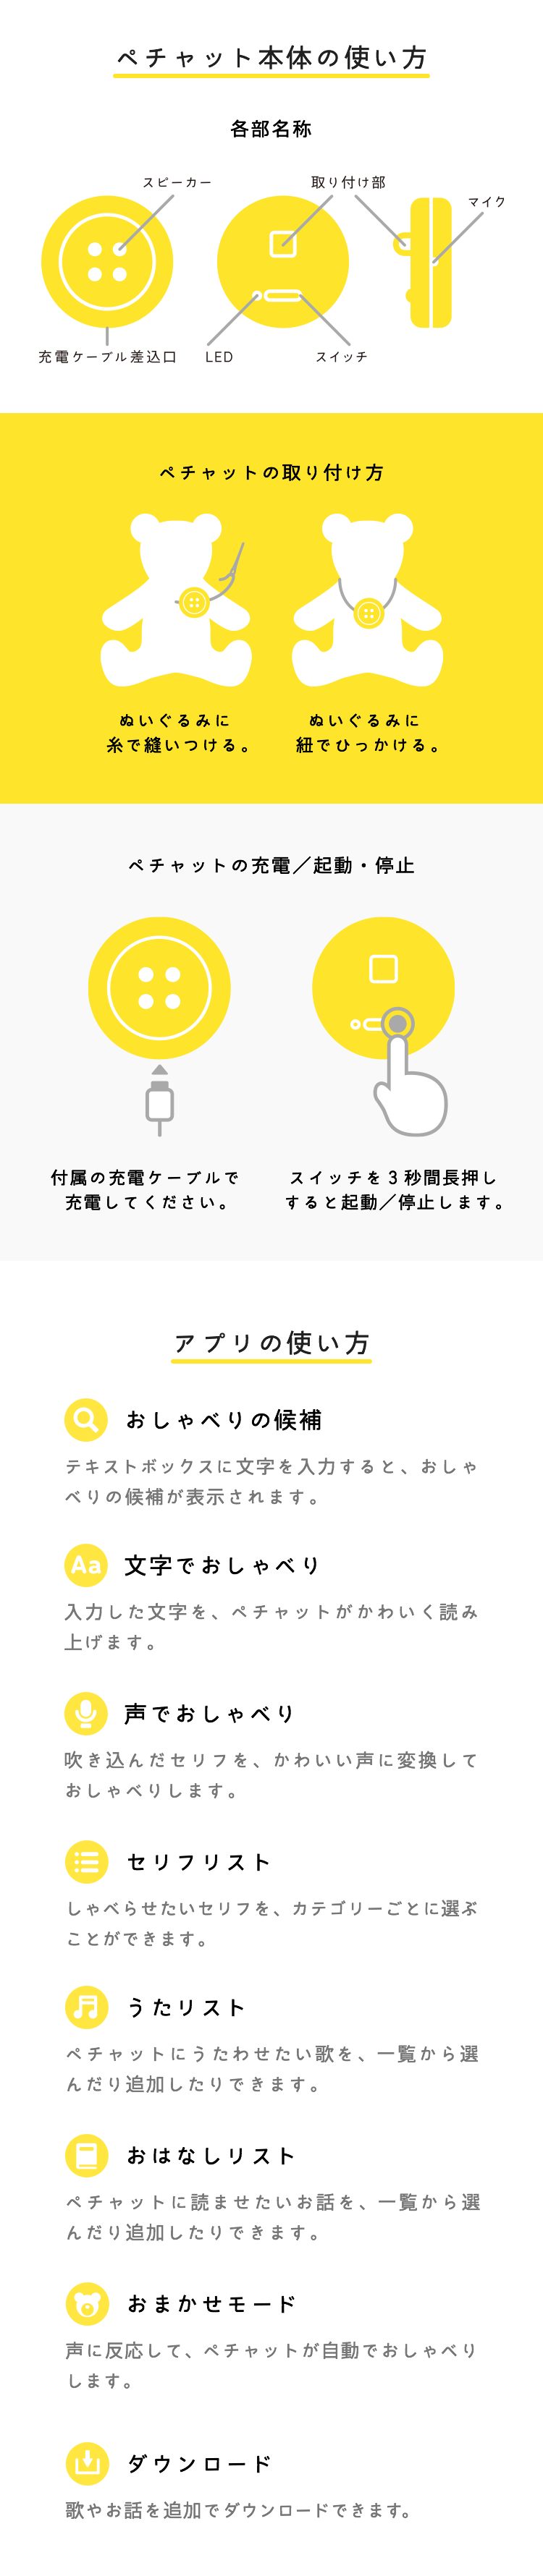 ペチャット本体の使い方
各部名称
スピーカー
取り付け部
マイク
充電ケーブル差込口
LED
スイッチ
ペチャットの取り付け方
ぬいぐるみに
糸で縫いつける。
ぬいぐるみに
紐でひっかける。
ペチャットの充電／起動・停止
付属の充電ケーブルで
充電してください。
スイッチを3秒間長押し
すると起動／停止します。
アプリの使い方
おしゃべりの候補
テキストボックスに文字を入力すると、おしゃ
べりの候補が表示されます。
Aa
文字でおしゃべり
入力した文字を、ペチャットがかわいく読み
上げます。
声でおしゃべり
吹き込んだセリフを、かわいい声に変換して
おしゃべりします。
セリフリスト
しゃべらせたいセリフを、カテゴリーごとに選ぶ
ことができます。
うたリスト
ペチャットにうたわせたい歌を、一覧から選
んだり追加したりできます。
おはなしリスト
ペチャットに読ませたいお話を、一覧から選
んだり追加したりできます。
おまかせモード
声に反応して、ペチャットが自動でおしゃべり
します。
ダウンロード
歌やお話を追加でダウンロードできます。